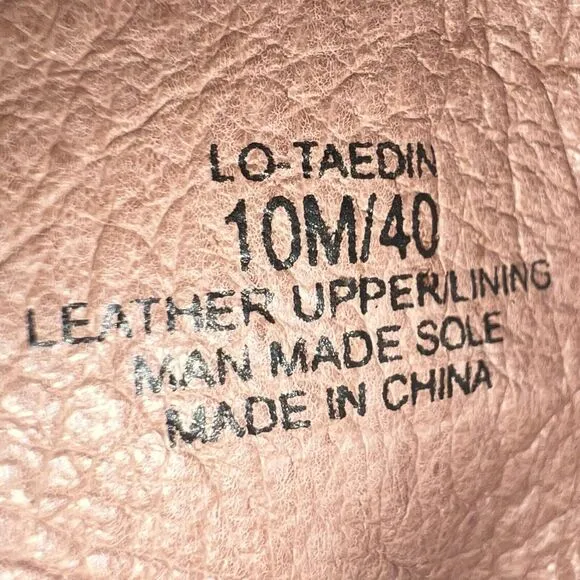 LO-TAEDIN
10M/40
LEATHER UPPER/LINING
MAN MADE SOLE
MADE IN CHINA